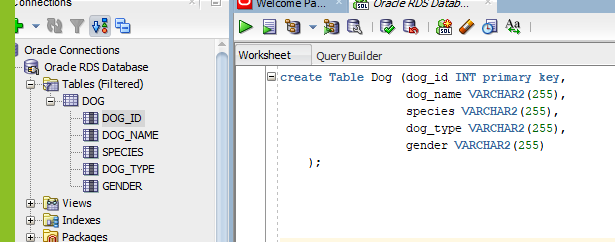 Connections
Oracle Connections
Oracle RDS Database
Tables (Filtered)
DOG
DOG_ID
DOG_NAME
SPECIES
DOG_TYPE
GENDER
Views
Indexes
Packages
Welcome Pa...
Oracle RDS Datab...
SQL
Aa
Worksheet
Query Builder
create Table Dog (dog_id INT primary key,
dog_name VARCHAR2(255),
species VARCHAR2(255),
dog_type VARCHAR2(255),
gender VARCHAR2(255)
);